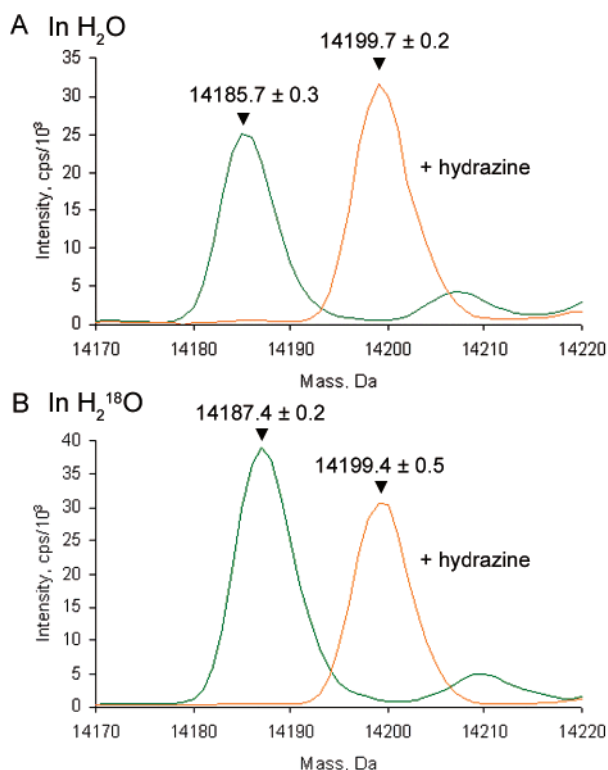 A In H₂O
14199.7 ± 0.2
14185.7 ± 0.3
+ hydrazine
Intensity, cps/10³
35
30
25
20
15
10
5
0
14170 14180 14190 14200 14210 14220
Mass, Da
B In H₂¹⁸O
14187.4 ± 0.2
14199.4 ± 0.5
+ hydrazine
Intensity, cps/10³
40
35
30
25
20
15
10
5
0
14170 14180 14190 14200 14210 14220
Mass, Da